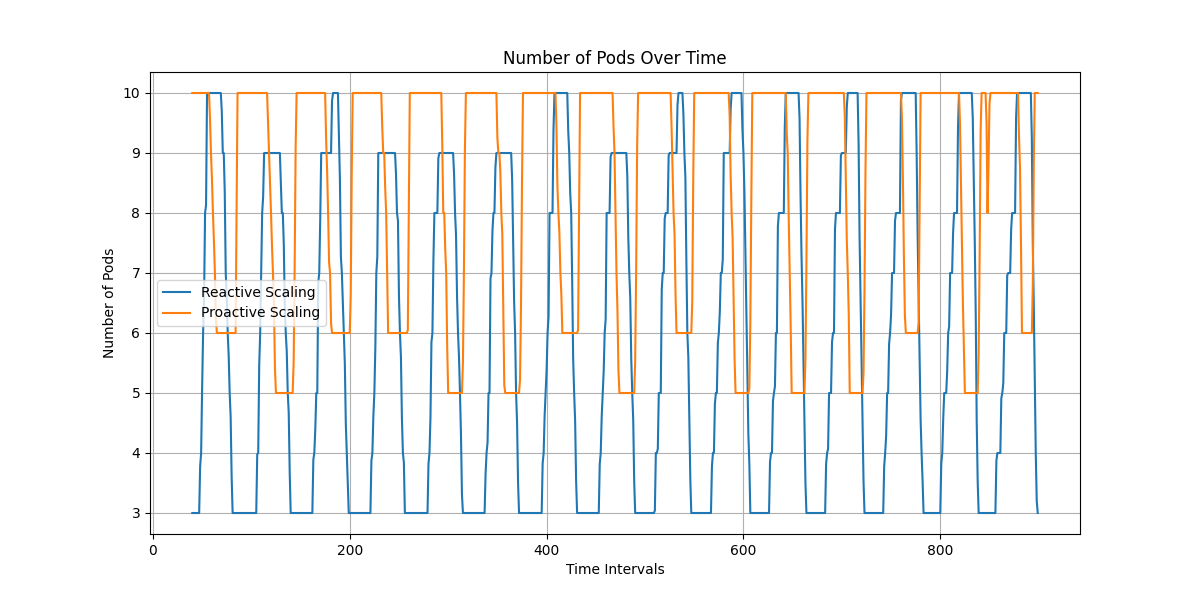 Number of Pods Over Time
Number of Pods
10
9
8
7
6
5
4
3
Reactive Scaling
Proactive Scaling
0
200
400
600
800
Time Intervals